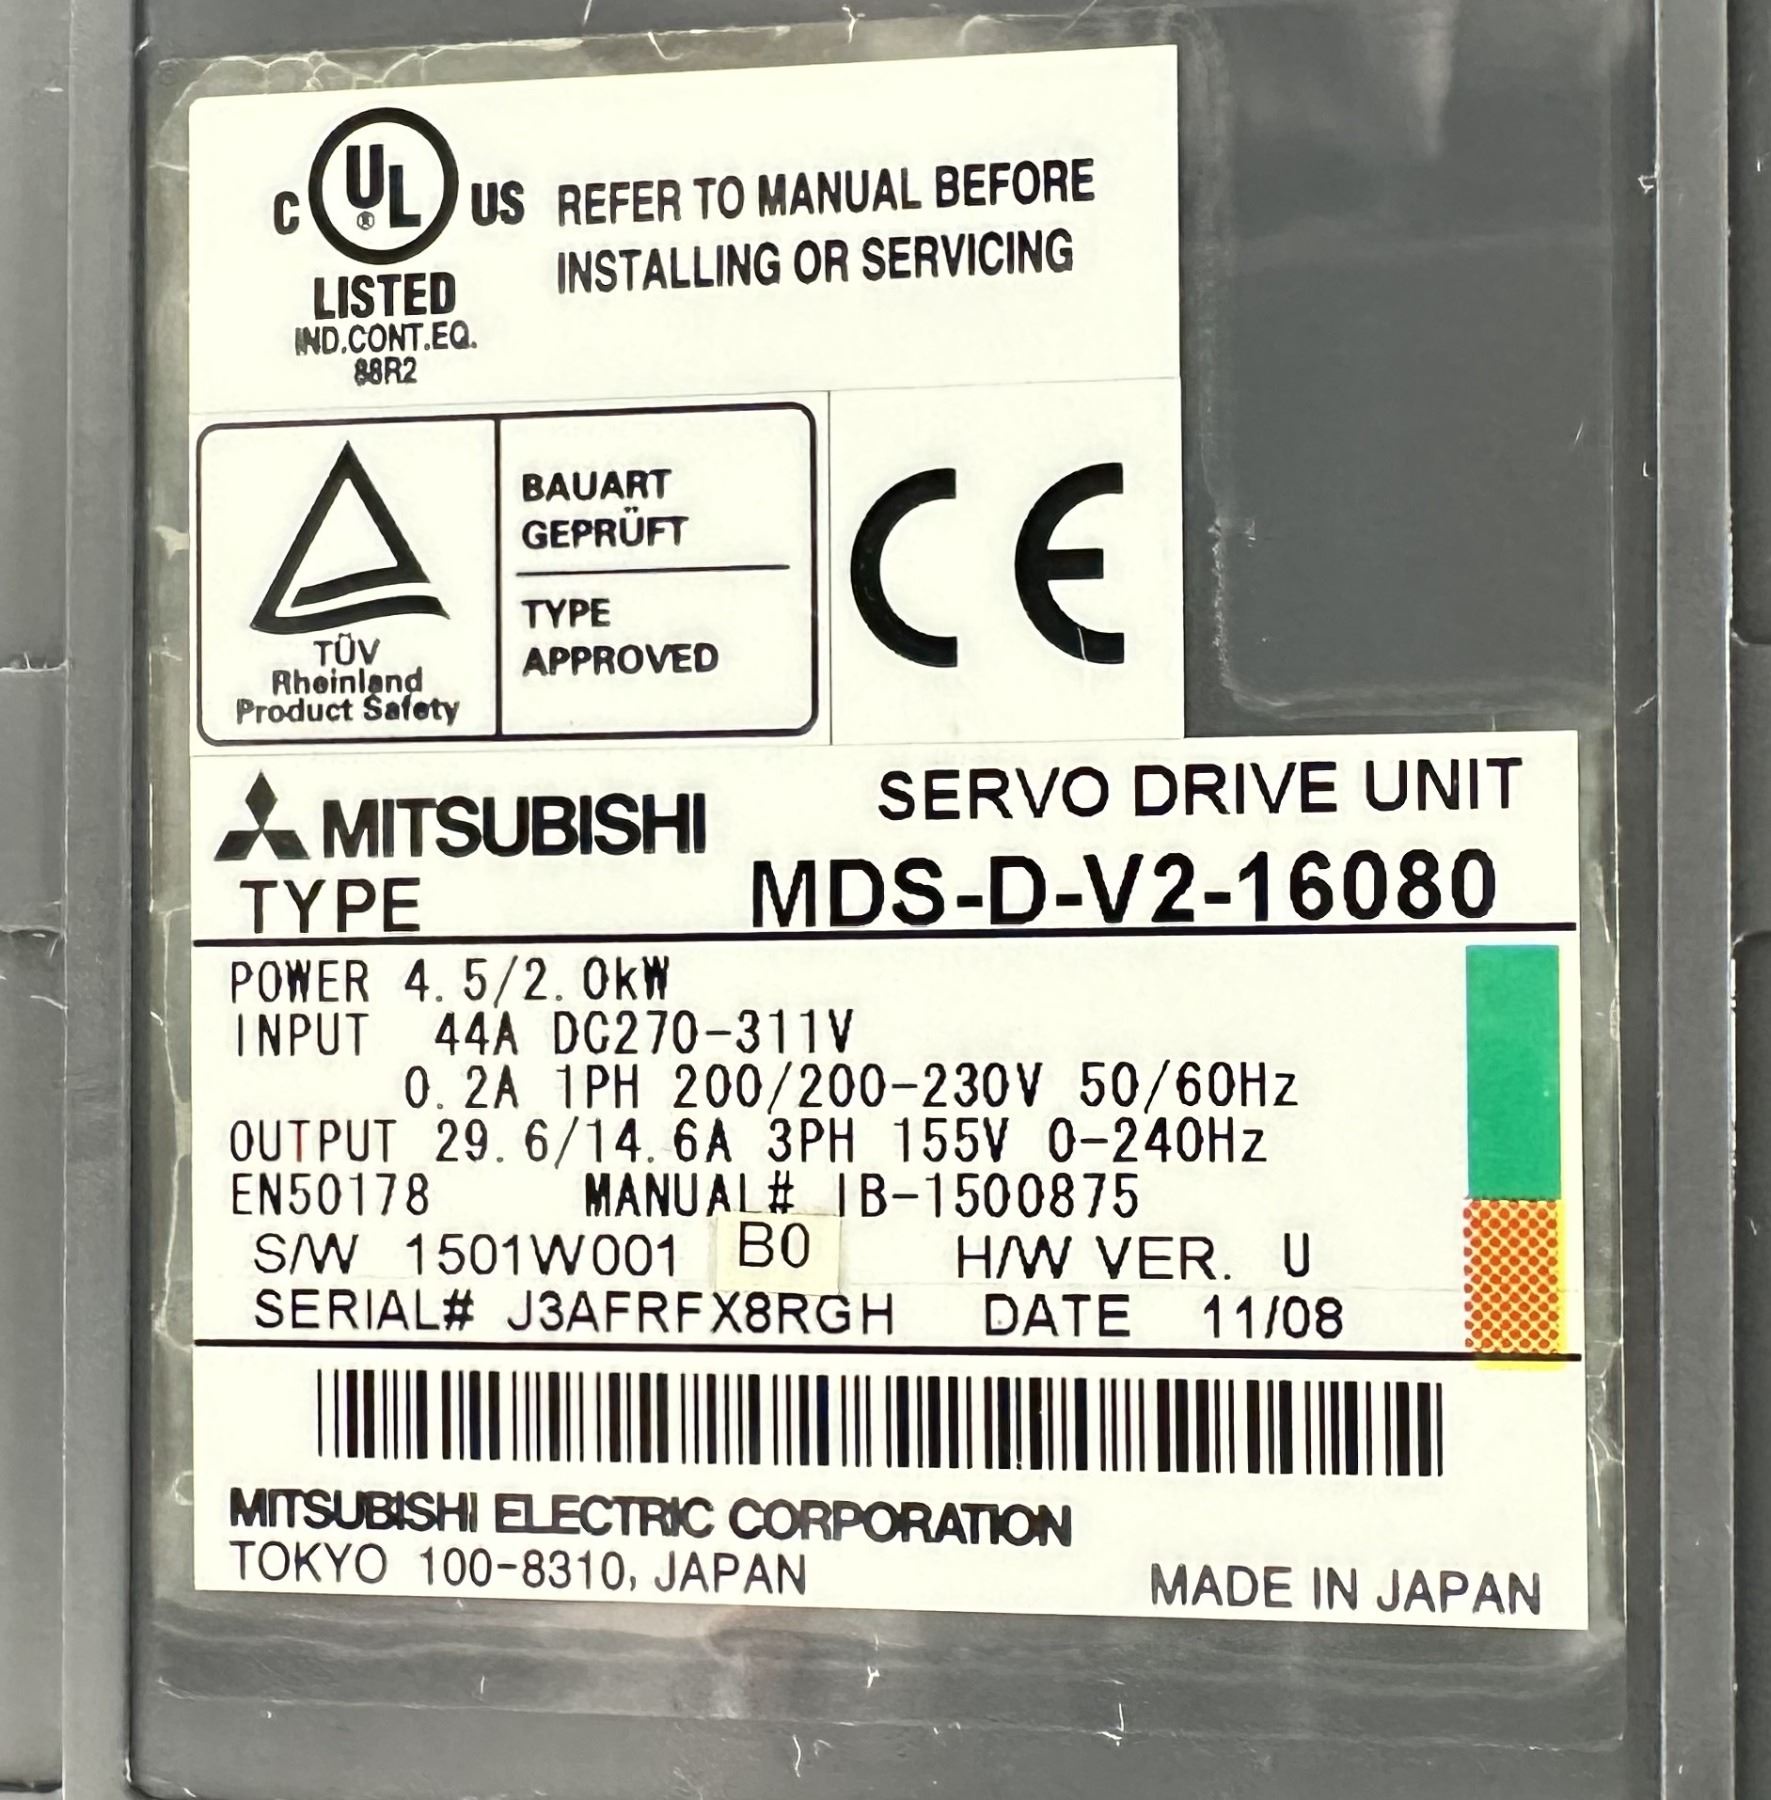 C UL® US
LISTED
IND.CONT.EQ.
88R2
REFER TO MANUAL BEFORE
INSTALLING OR SERVICING
TÜV
Rheinland
Product Safety
BAUART
GEPRÜFT
TYPE
APPROVED
CE
MITSUBISHI
SERVO DRIVE UNIT
TYPE MDS-D-V2-16080
POWER 4.5/2.0kW
INPUT 44A DC270-311V
0.2A 1PH 200/200-230V 50/60Hz
OUTPUT 29.6/14.6A 3PH 155V 0-240Hz
EN50178 MANUAL# IB-1500875
S/W 1501W001 B0 H/W VER. U
SERIAL# J3AFRFX8RGH DATE 11/08
MITSUBISHI ELECTRIC CORPORATION
TOKYO 100-8310, JAPAN
MADE IN JAPAN